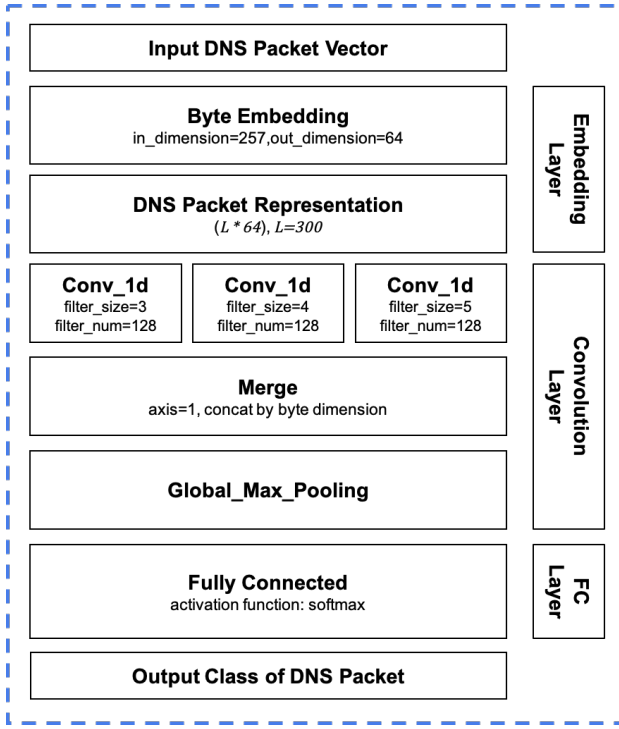 Input DNS Packet Vector
Byte Embedding
in_dimension=257,out_dimension=64
DNS Packet Representation
(L * 64), L=300
Embedding
Layer
Conv_1d
filter_size=3
filter_num=128
Conv_1d
filter_size=4
filter_num=128
Conv_1d
filter_size=5
filter_num=128
Merge
axis=1, concat by byte dimension
Global_Max_Pooling
Convolution
Layer
Fully Connected
activation function: softmax
FC
Layer
Output Class of DNS Packet